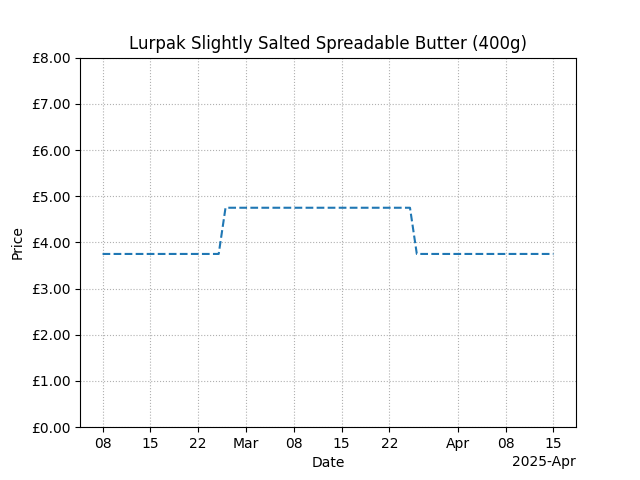 Lurpak Slightly Salted Spreadable Butter (400g)
£8.00
£7.00
£6.00
£5.00
£4.00
£3.00
£2.00
£1.00
£0.00
Price
08 15 22 Mar 08 15 22 Apr 08 15
Date
2025-Apr